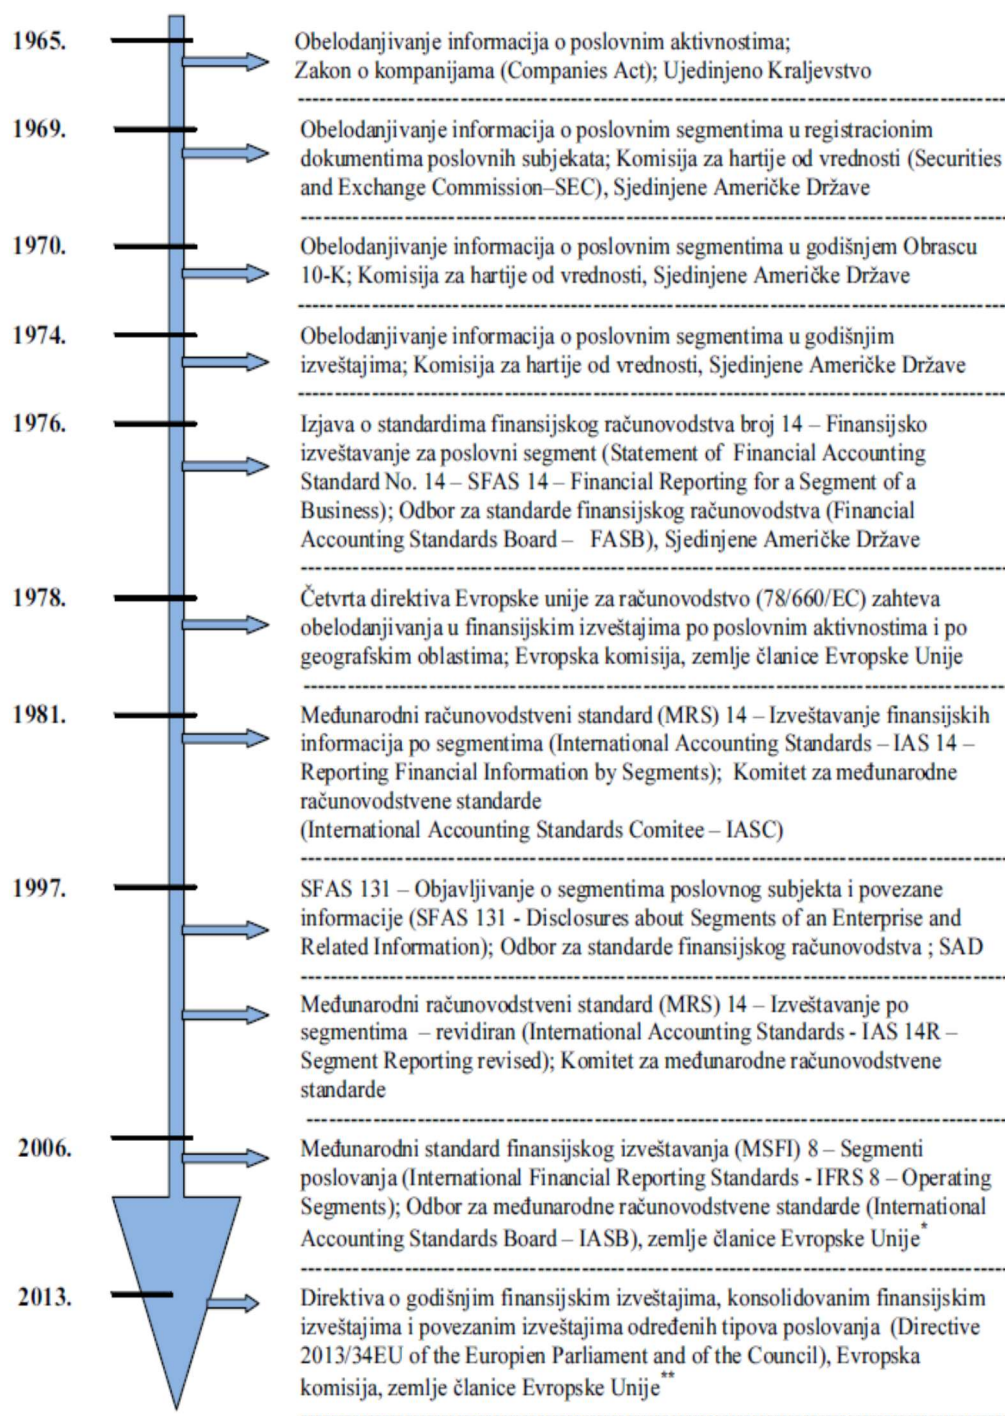 1965.
Obelodanjivanje informacija o poslovnim aktivnostima;
Zakon o kompanijama (Companies Act); Ujedinjeno Kraljevstvo
1969.
Obelodanjivanje informacija o poslovnim segmentima u registracionim
dokumentima poslovnih subjekata; Komisija za hartije od vrednosti (Securities
and Exchange Commission–SEC), Sjedinjene Američke Države
1970.
Obelodanjivanje informacija o poslovnim segmentima u godišnjem Obrascu
10-K; Komisija za hartije od vrednosti, Sjedinjene Američke Države
1974.
Obelodanjivanje informacija o poslovnim segmentima u godišnjim
izveštajima; Komisija za hartije od vrednosti, Sjedinjene Američke Države
1976.
Izjava o standardima finansijskog računovodstva broj 14 – Finansijsko
izveštavanje za poslovni segment (Statement of Financial Accounting
Standard No. 14 – SFAS 14 – Financial Reporting for a Segment of a
Business); Odbor za standarde finansijskog računovodstva (Financial
Accounting Standards Board – FASB), Sjedinjene Američke Države
1978.
Četvrta direktiva Evropske unije za računovodstvo (78/660/EC) zahteva
obelodanjivanja u finansijskim izveštajima po poslovnim aktivnostima i po
geografskim oblastima; Evropska komisija, zemlje članice Evropske Unije
1981.
Međunarodni računovodstveni standard (MRS) 14 – Izveštavanje finansijskih
informacija po segmentima (International Accounting Standards – IAS 14 –
Reporting Financial Information by Segments); Komitet za međunarodne
računovodstvene standarde
(International Accounting Standards Comitee – IASC)
1997.
SFAS 131 – Objavljivanje o segmentima poslovnog subjekta i povezane
informacije (SFAS 131 - Disclosures about Segments of an Enterprise and
Related Information); Odbor za standarde finansijskog računovodstva ; SAD
Međunarodni računovodstveni standard (MRS) 14 – Izveštavanje po
segmentima – revidiran (International Accounting Standards - IAS 14R –
Segment Reporting revised); Komitet za međunarodne računovodstvene
standarde
2006.
Međunarodni standard finansijskog izveštavanja (MSFI) 8 – Segmenti
poslovanja (International Financial Reporting Standards - IFRS 8 – Operating
Segments); Odbor za međunarodne računovodstvene standarde (International
Accounting Standards Board – IASB), zemlje članice Evropske Unije*
2013.
Direktiva o godišnjim finansijskim izveštajima, konsolidovanim finansijskim
izveštajima i povezanim izveštajima određenih tipova poslovanja (Directive
2013/34EU of the Europien Parliament and of the Council), Evropska
komisija, zemlje članice Evropske Unije**